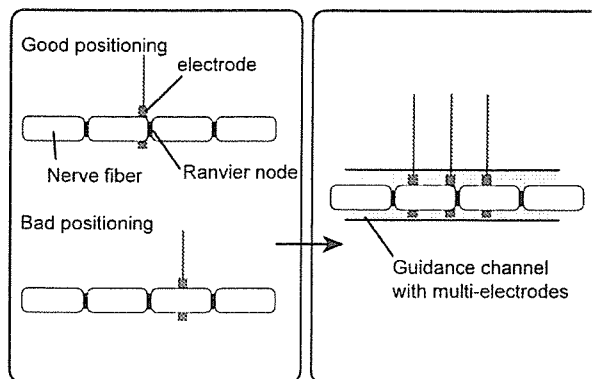 Good positioning
electrode
Nerve fiber
Ranvier node
Bad positioning
Guidance channel
with multi-electrodes